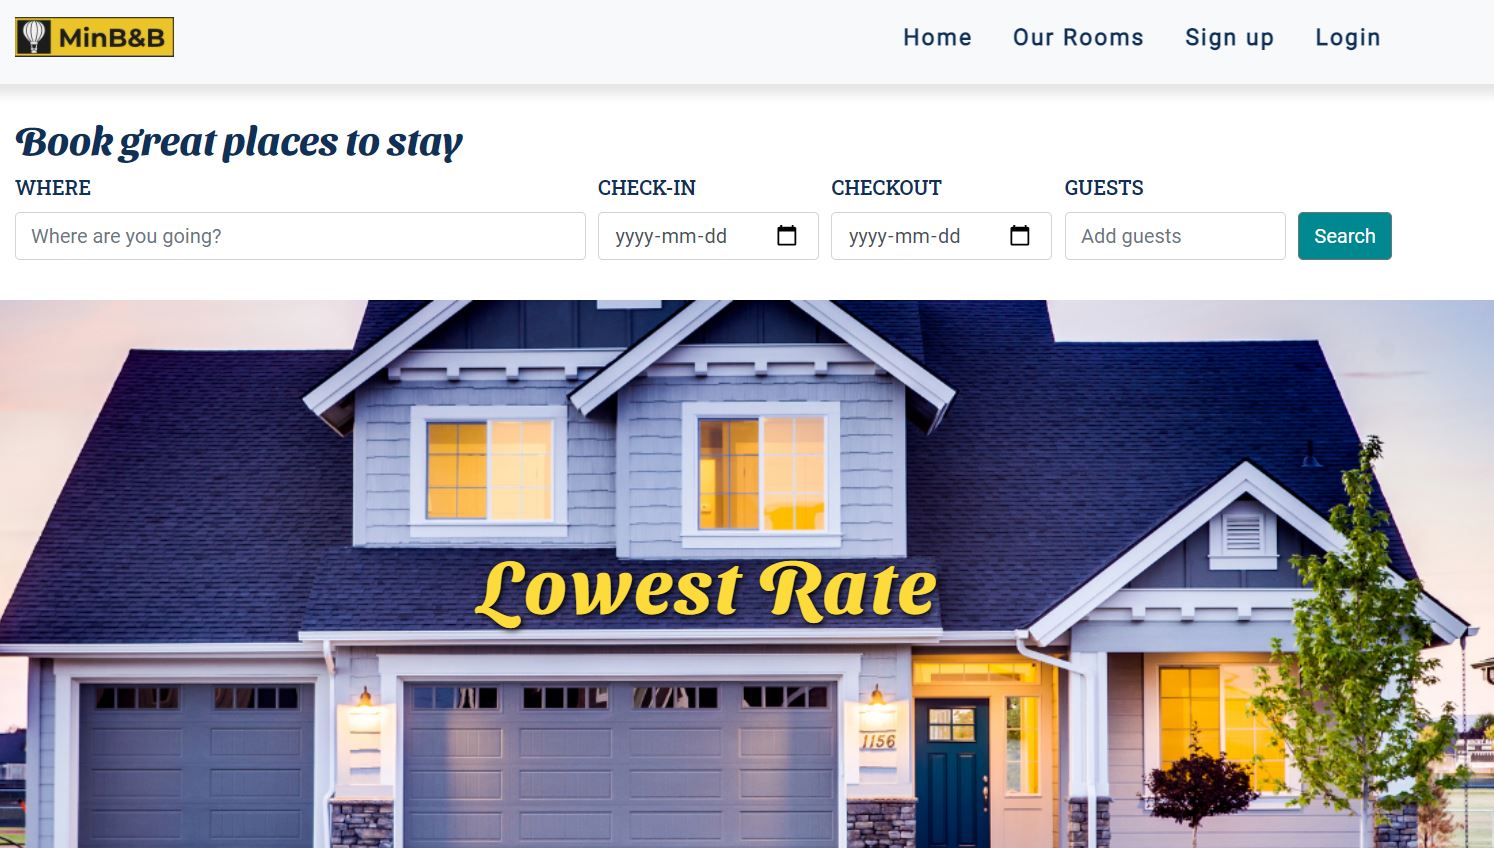 MinB&B
Home Our Rooms Sign up Login
Book great places to stay
WHERE CHECK-IN CHECKOUT GUESTS
Where are you going? yyyy-mm-dd yyyy-mm-dd Add guests Search
Lowest Rate
1156